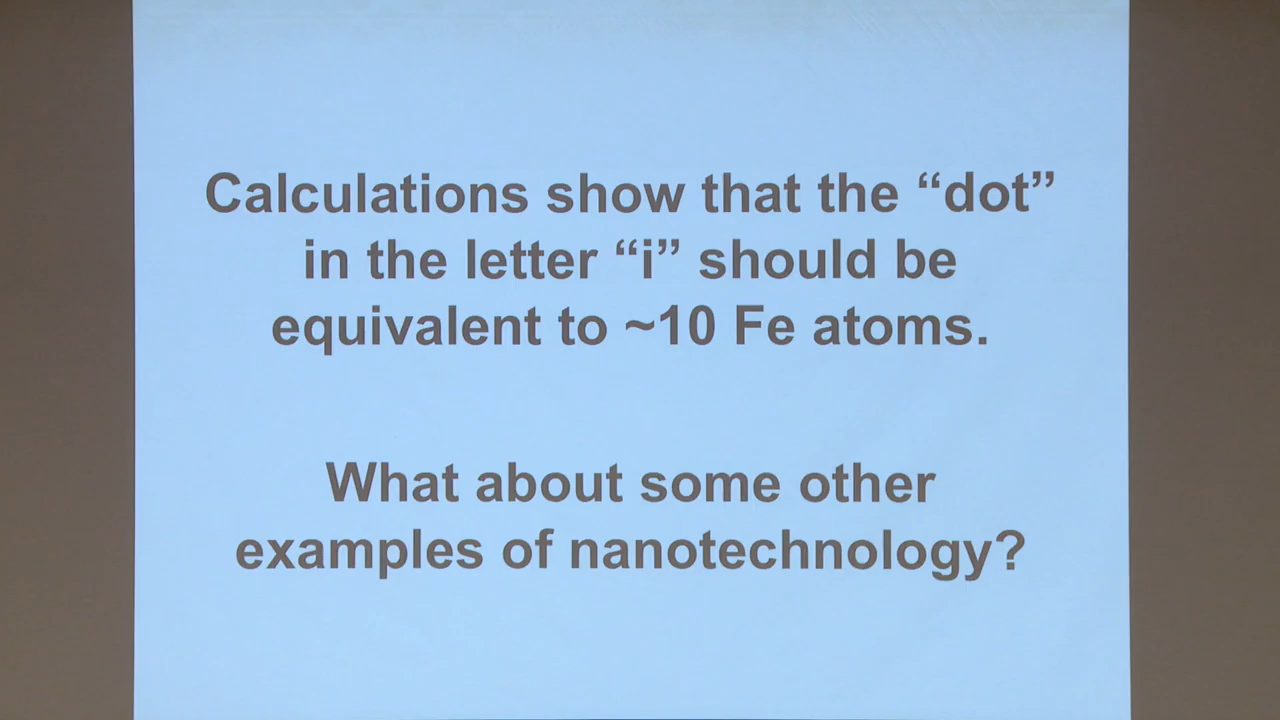 Calculations show that the “dot”
in the letter “i” should be
equivalent to ~10 Fe atoms.
What about some other
examples of nanotechnology?